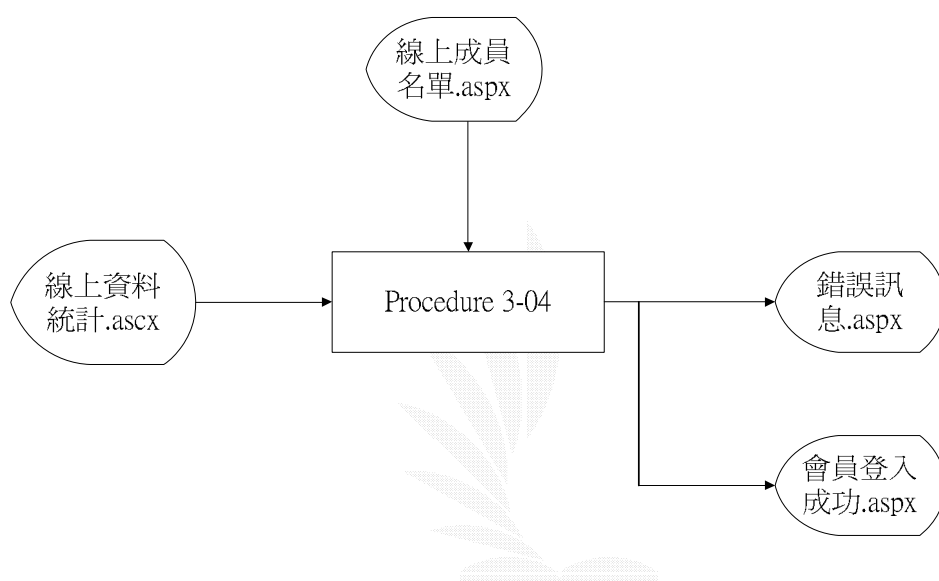 線上成員
名單.aspx
線上資料
統計.ascx
Procedure 3-04
錯誤訊
息.aspx
會員登入
成功.aspx